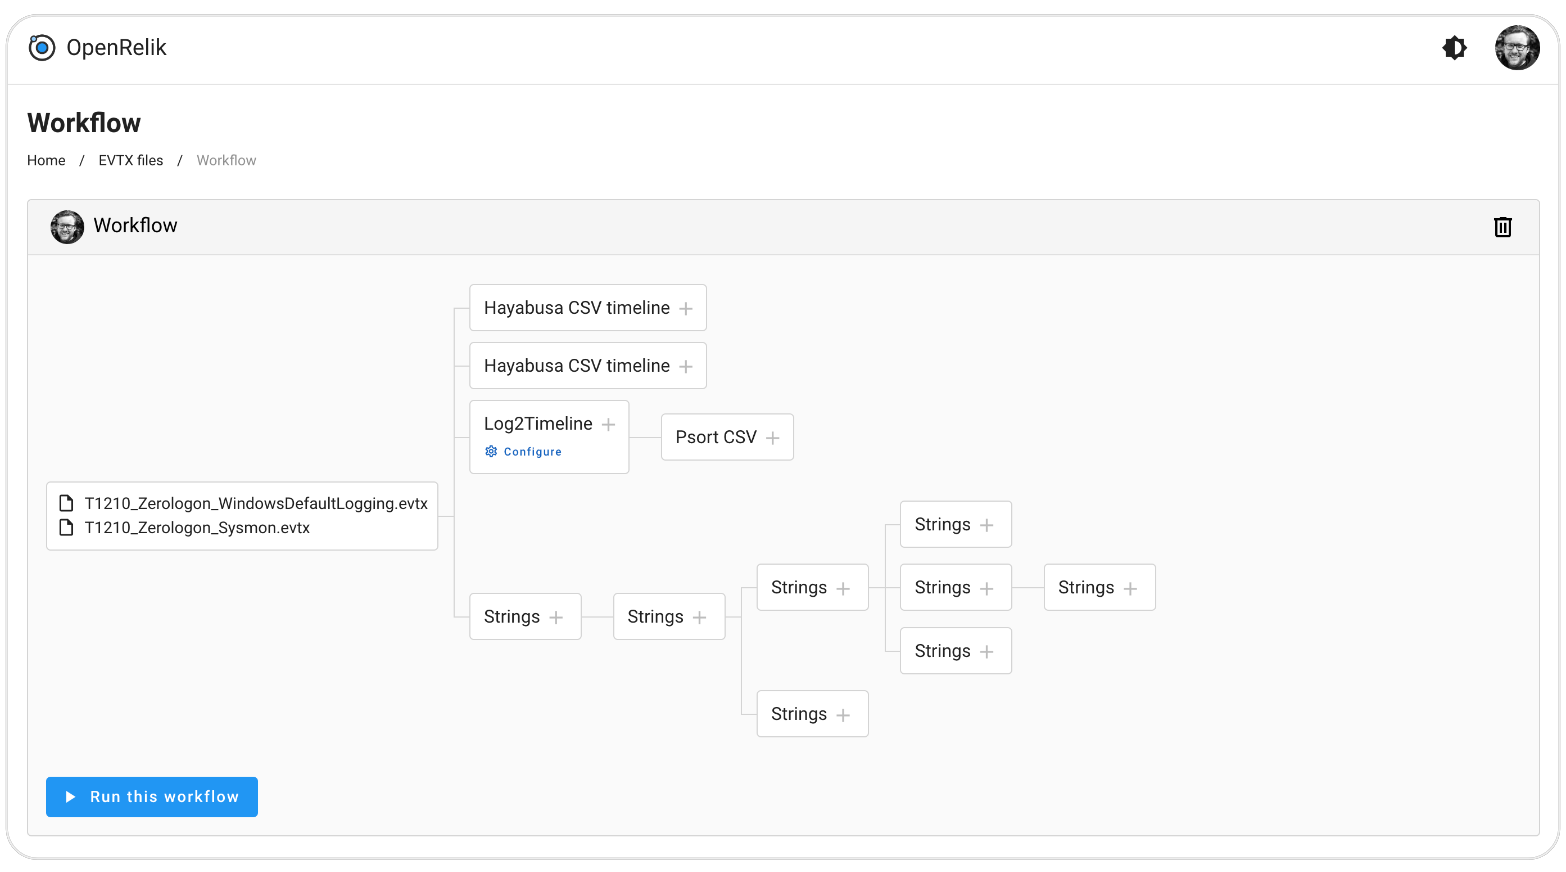 OpenRelik
Workflow
Home / EVTX files / Workflow
Workflow
Hayabusa CSV timeline +
Hayabusa CSV timeline +
Log2Timeline +
Configure
Psort CSV +
T1210_Zerologon_WindowsDefaultLogging.evtx
T1210_Zerologon_Sysmon.evtx
Strings +
Strings +
Strings +
Strings +
Strings +
Strings +
Strings +
Strings +
Run this workflow